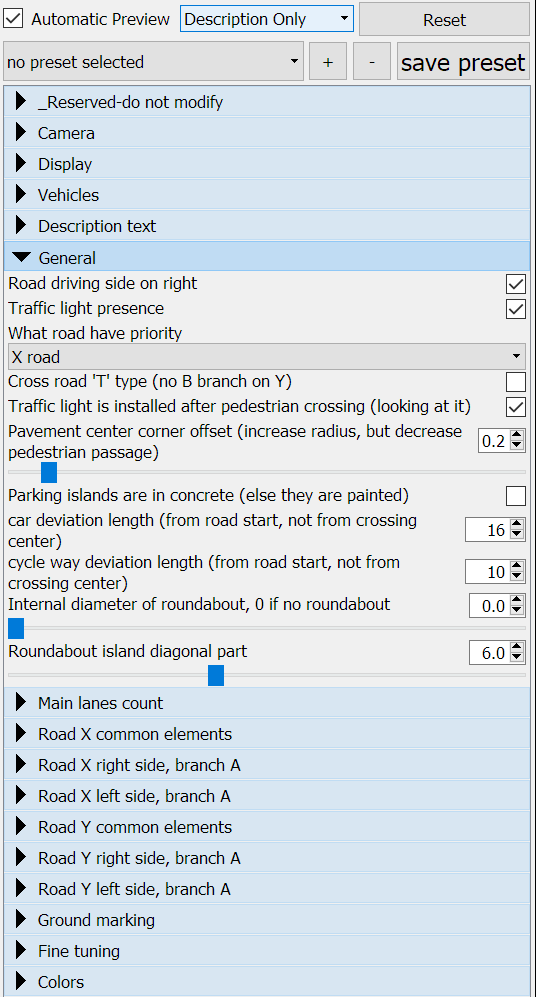 Automatic Preview Description Only Reset
no preset selected + - save preset
_Reserved-do not modify
Camera
Display
Vehicles
Description text
General
Road driving side on right
Traffic light presence
What road have priority
X road
Cross road 'T' type (no B branch on Y)
Traffic light is installed after pedestrian crossing (looking at it)
Pavement center corner offset (increase radius, but decrease
pedestrian passage) 0.2
Parking islands are in concrete (else they are painted)
car deviation length (from road start, not from crossing
center) 16
cycle way deviation length (from road start, not from
crossing center) 10
Internal diameter of roundabout, 0 if no roundabout 0.0
Roundabout island diagonal part 6.0
Main lanes count
Road X common elements
Road X right side, branch A
Road X left side, branch A
Road Y common elements
Road Y right side, branch A
Road Y left side, branch A
Ground marking
Fine tuning
Colors